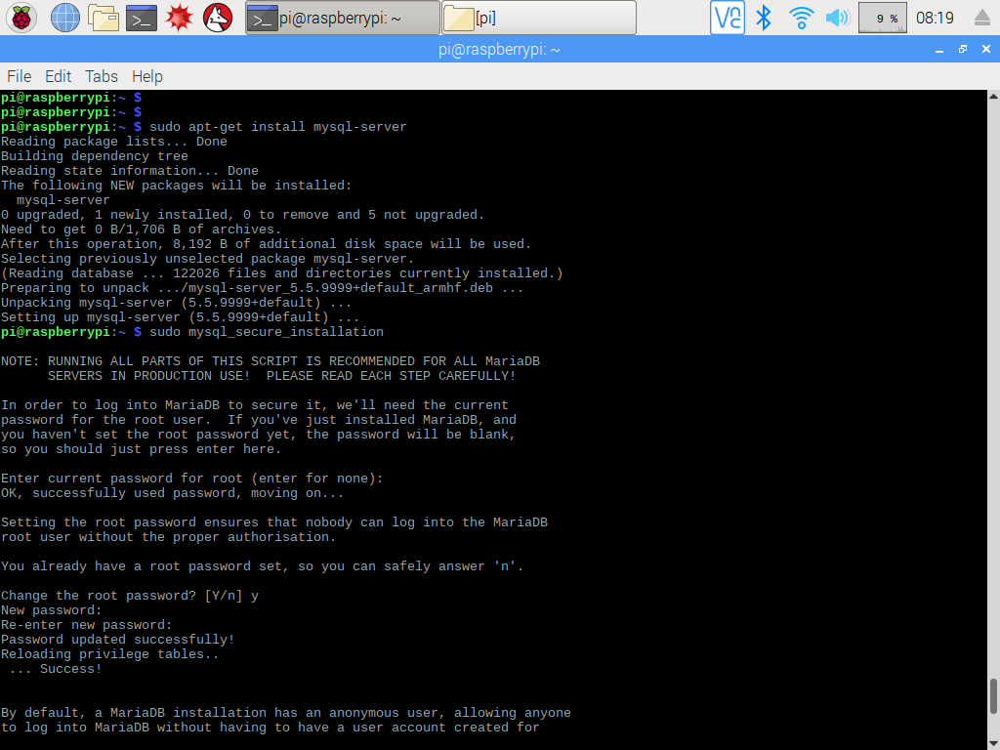 pi@raspberrypi: ~
[pi]
9 %
08:19
pi@raspberrypi: ~
File Edit Tabs Help
pi@raspberrypi:~ $
pi@raspberrypi:~ $
pi@raspberrypi:~ $ sudo apt-get install mysql-server
Reading package lists... Done
Building dependency tree
Reading state information... Done
The following NEW packages will be installed:
  mysql-server
0 upgraded, 1 newly installed, 0 to remove and 5 not upgraded.
Need to get 0 B/1,706 B of archives.
After this operation, 8,192 B of additional disk space will be used.
Selecting previously unselected package mysql-server.
(Reading database ... 122026 files and directories currently installed.)
Preparing to unpack .../mysql-server_5.5.9999+default_armhf.deb ...
Unpacking mysql-server (5.5.9999+default) ...
Setting up mysql-server (5.5.9999+default) ...
pi@raspberrypi:~ $ sudo mysql_secure_installation
NOTE: RUNNING ALL PARTS OF THIS SCRIPT IS RECOMMENDED FOR ALL MariaDB
      SERVERS IN PRODUCTION USE!  PLEASE READ EACH STEP CAREFULLY!
In order to log into MariaDB to secure it, we'll need the current
password for the root user.  If you've just installed MariaDB, and
you haven't set the root password yet, the password will be blank,
so you should just press enter here.
Enter current password for root (enter for none):
OK, successfully used password, moving on...
Setting the root password ensures that nobody can log into the MariaDB
root user without the proper authorisation.
You already have a root password set, so you can safely answer 'n'.
Change the root password? [Y/n] y
New password:
Re-enter new password:
Password updated successfully!
Reloading privilege tables..
 ... Success!
By default, a MariaDB installation has an anonymous user, allowing anyone
to log into MariaDB without having to have a user account created for